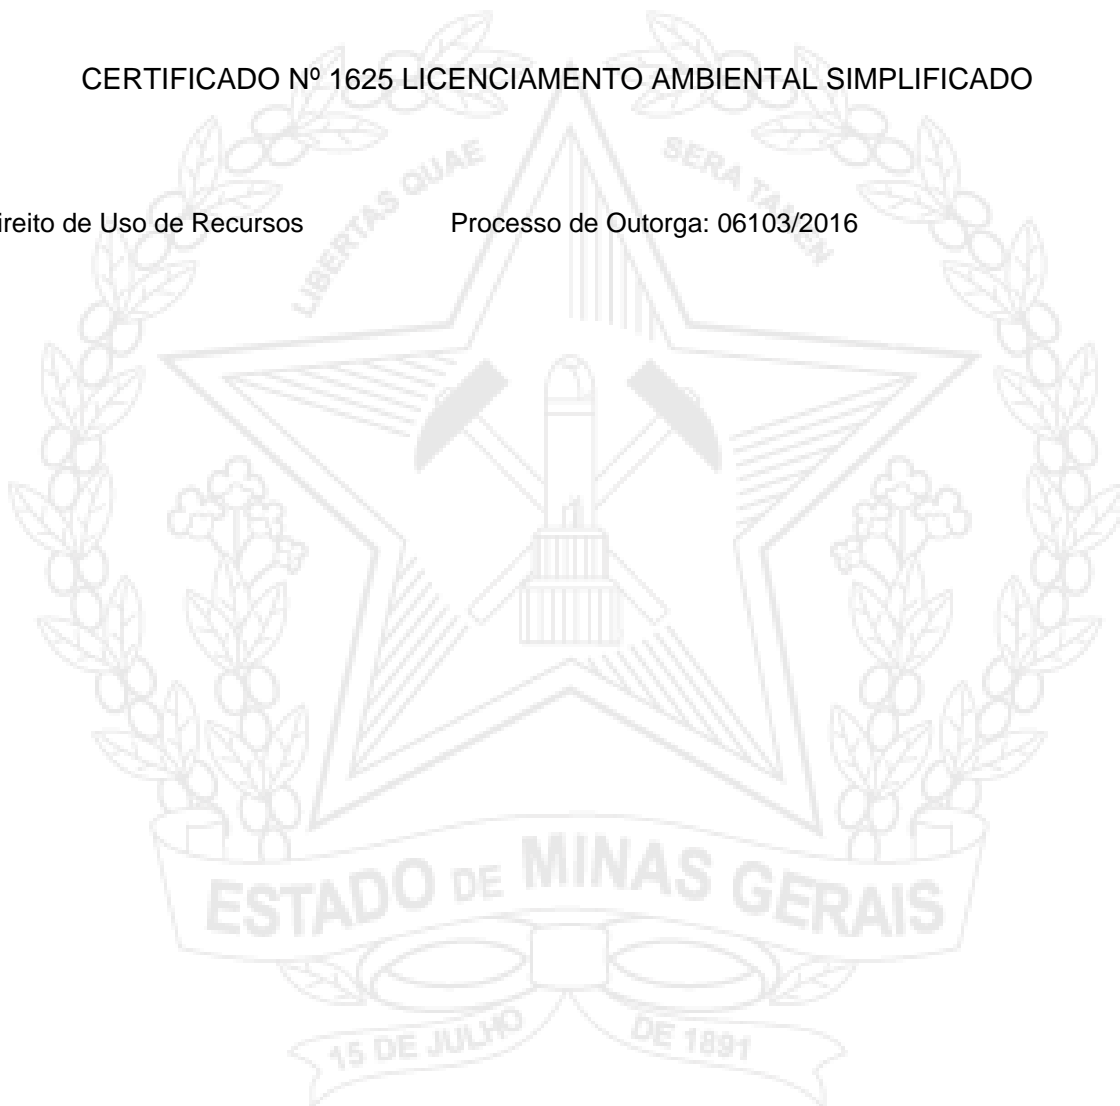 CERTIFICADO Nº 1625 LICENCIAMENTO AMBIENTAL SIMPLIFICADO
LIBERTAS QUAE SERA TAMEN
ireito de Uso de Recursos Processo de Outorga: 06103/2016
ESTADO DE MINAS GERAIS
15 DE JULHO DE 1891